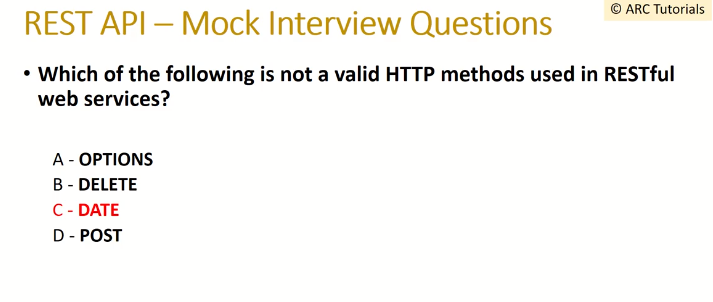 © ARC Tutorials
REST API – Mock Interview Questions
• Which of the following is not a valid HTTP methods used in RESTful
web services?
A - OPTIONS
B - DELETE
C - DATE
D - POST